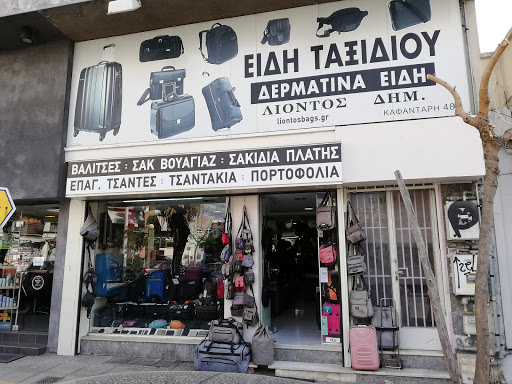 ΕΙΔΗ ΤΑΞΙΔΙΟΥ
ΔΕΡΜΑΤΙΝΑ ΕΙΔΗ
ΛΙΟΝΤΟΣ ΔΗΜ.
liontosbags.gr
ΚΑΦΑΝΤΑΡΗ 48
ΒΑΛΙΤΣΕΣ : ΣΑΚ ΒΟΥΑΓΙΑΖ : ΣΑΚΙΔΙΑ ΠΛΑΤΗΣ
ΕΠΑΓ. ΤΣΑΝΤΕΣ : ΤΣΑΝΤΑΚΙΑ : ΠΟΡΤΟΦΟΛΙΑ